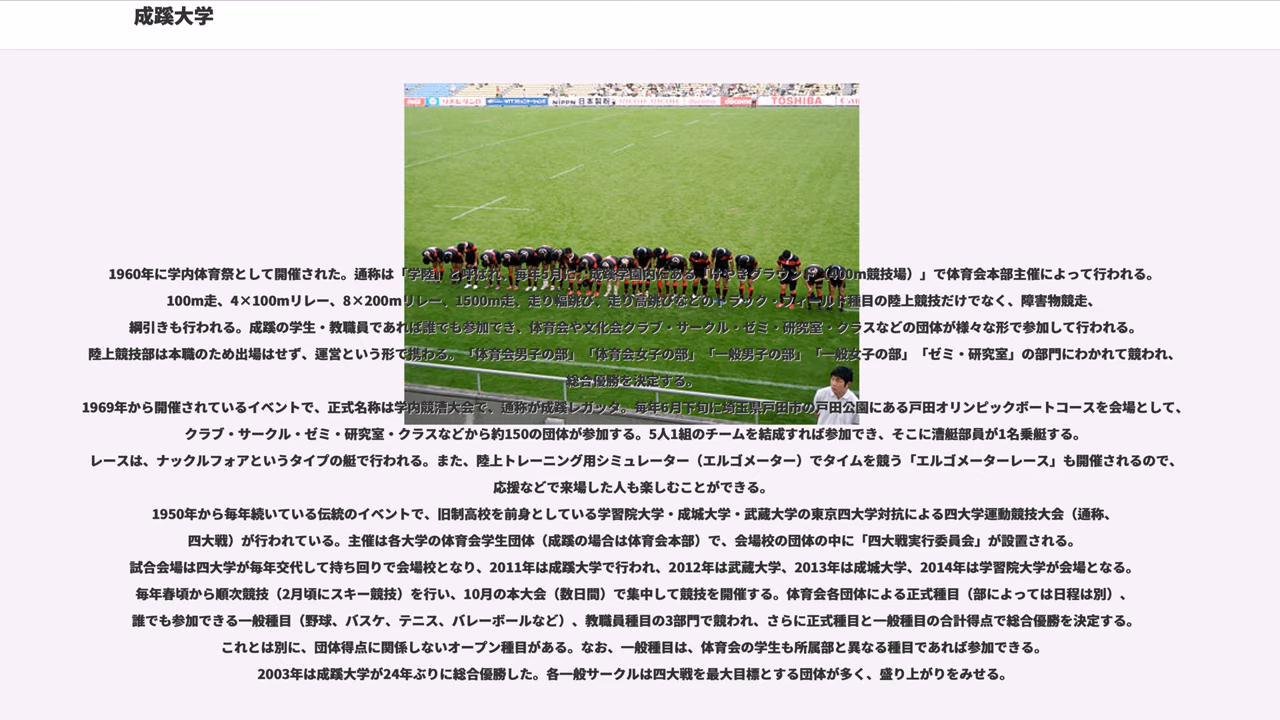 成蹊大学
日本製粉
RICOH RICOH
docomo
TOSHIBA
1960年に学内体育祭として開催された。通称は「学陸」と呼ばれ、毎年5月に、成蹊学園内にある「けやきグラウンド（400m競技場）」で体育会本部主催によって行われる。
100m走、4×100mリレー、8×200mリレー、1500m走、走り幅跳び、走り高跳びなどのトラック・フィールド種目の陸上競技だけでなく、障害物競走、
綱引きも行われる。成蹊の学生・教職員であれば誰でも参加でき、体育会や文化会クラブ・サークル・ゼミ・研究室・クラスなどの団体が様々な形で参加して行われる。
陸上競技部は本職のため出場はせず、運営という形で携わる。「体育会男子の部」「体育会女子の部」「一般男子の部」「一般女子の部」「ゼミ・研究室」の部門にわかれて競われ、
総合優勝を決定する。
1969年から開催されているイベントで、正式名称は学内競漕大会で、通称が成蹊レガッタ。毎年6月下旬に埼玉県戸田市の戸田公園にある戸田オリンピックボートコースを会場として、
クラブ・サークル・ゼミ・研究室・クラスなどから約150の団体が参加する。5人1組のチームを結成すれば参加でき、そこに漕艇部員が1名乗艇する。
レースは、ナックルフォアというタイプの艇で行われる。また、陸上トレーニング用シミュレーター（エルゴメーター）でタイムを競う「エルゴメーターレース」も開催されるので、
応援などで来場した人も楽しむことができる。
1950年から毎年続いている伝統のイベントで、旧制高校を前身としている学習院大学・成城大学・武蔵大学の東京四大学対抗による四大学運動競技大会（通称、
四大戦）が行われている。主催は各大学の体育会学生団体（成蹊の場合は体育会本部）で、会場校の団体の中に「四大戦実行委員会」が設置される。
試合会場は四大学が毎年交代して持ち回りで会場校となり、2011年は成蹊大学で行われ、2012年は武蔵大学、2013年は成城大学、2014年は学習院大学が会場となる。
毎年春頃から順次競技（2月頃にスキー競技）を行い、10月の本大会（数日間）で集中して競技を開催する。体育会各団体による正式種目（部によっては日程は別）、
誰でも参加できる一般種目（野球、バスケ、テニス、バレーボールなど）、教職員種目の3部門で競われ、さらに正式種目と一般種目の合計得点で総合優勝を決定する。
これとは別に、団体得点に関係しないオープン種目がある。なお、一般種目は、体育会の学生も所属部と異なる種目であれば参加できる。
2003年は成蹊大学が24年ぶりに総合優勝した。各一般サークルは四大戦を最大目標とする団体が多く、盛り上がりをみせる。